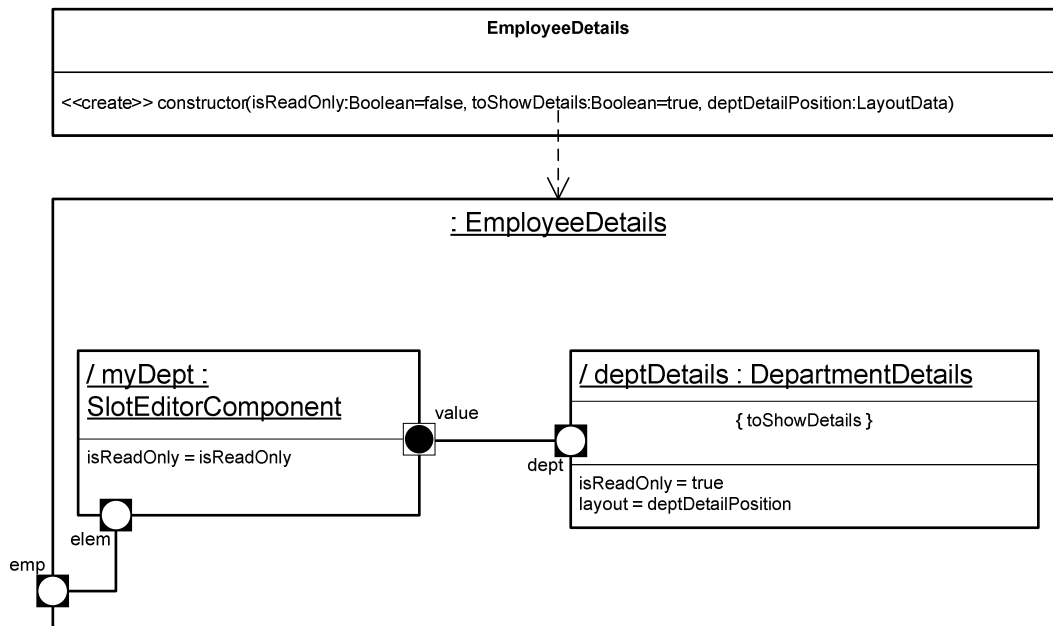 EmployeeDetails
<<create>> constructor(isReadOnly:Boolean=false, toShowDetails:Boolean=true, deptDetailPosition:LayoutData)
: EmployeeDetails
/ myDept :
SlotEditorComponent
isReadOnly = isReadOnly
value
/ deptDetails : DepartmentDetails
{ toShowDetails }
dept
isReadOnly = true
layout = deptDetailPosition
elem
emp